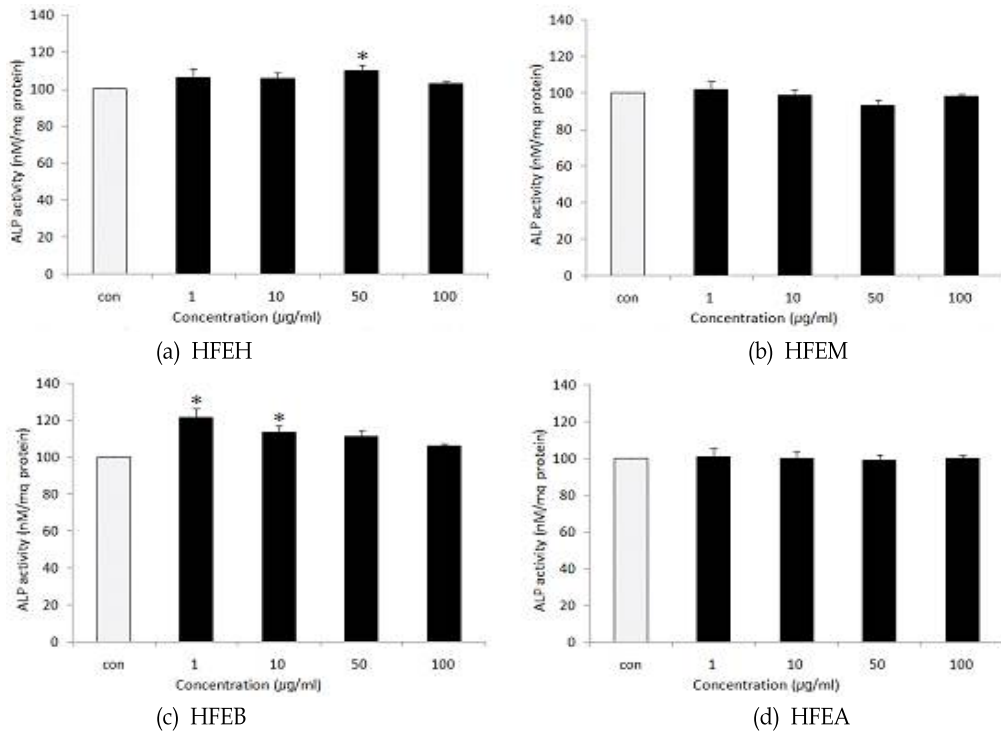 140
120
100
80
60
40
20
0
ALP activity (nM/mq protein)
*
con 1 10 50 100
Concentration (µg/ml)
(a) HFEH
140
120
100
80
60
40
20
0
ALP activity (nM/mq protein)
con 1 10 50 100
Concentration (µg/ml)
(b) HFEM
140
120
100
80
60
40
20
0
ALP activity (nM/mq protein)
* *
con 1 10 50 100
Concentration (µg/ml)
(c) HFEB
140
120
100
80
60
40
20
0
ALP activity (nM/mq protein)
con 1 10 50 100
Concentration (µg/ml)
(d) HFEA